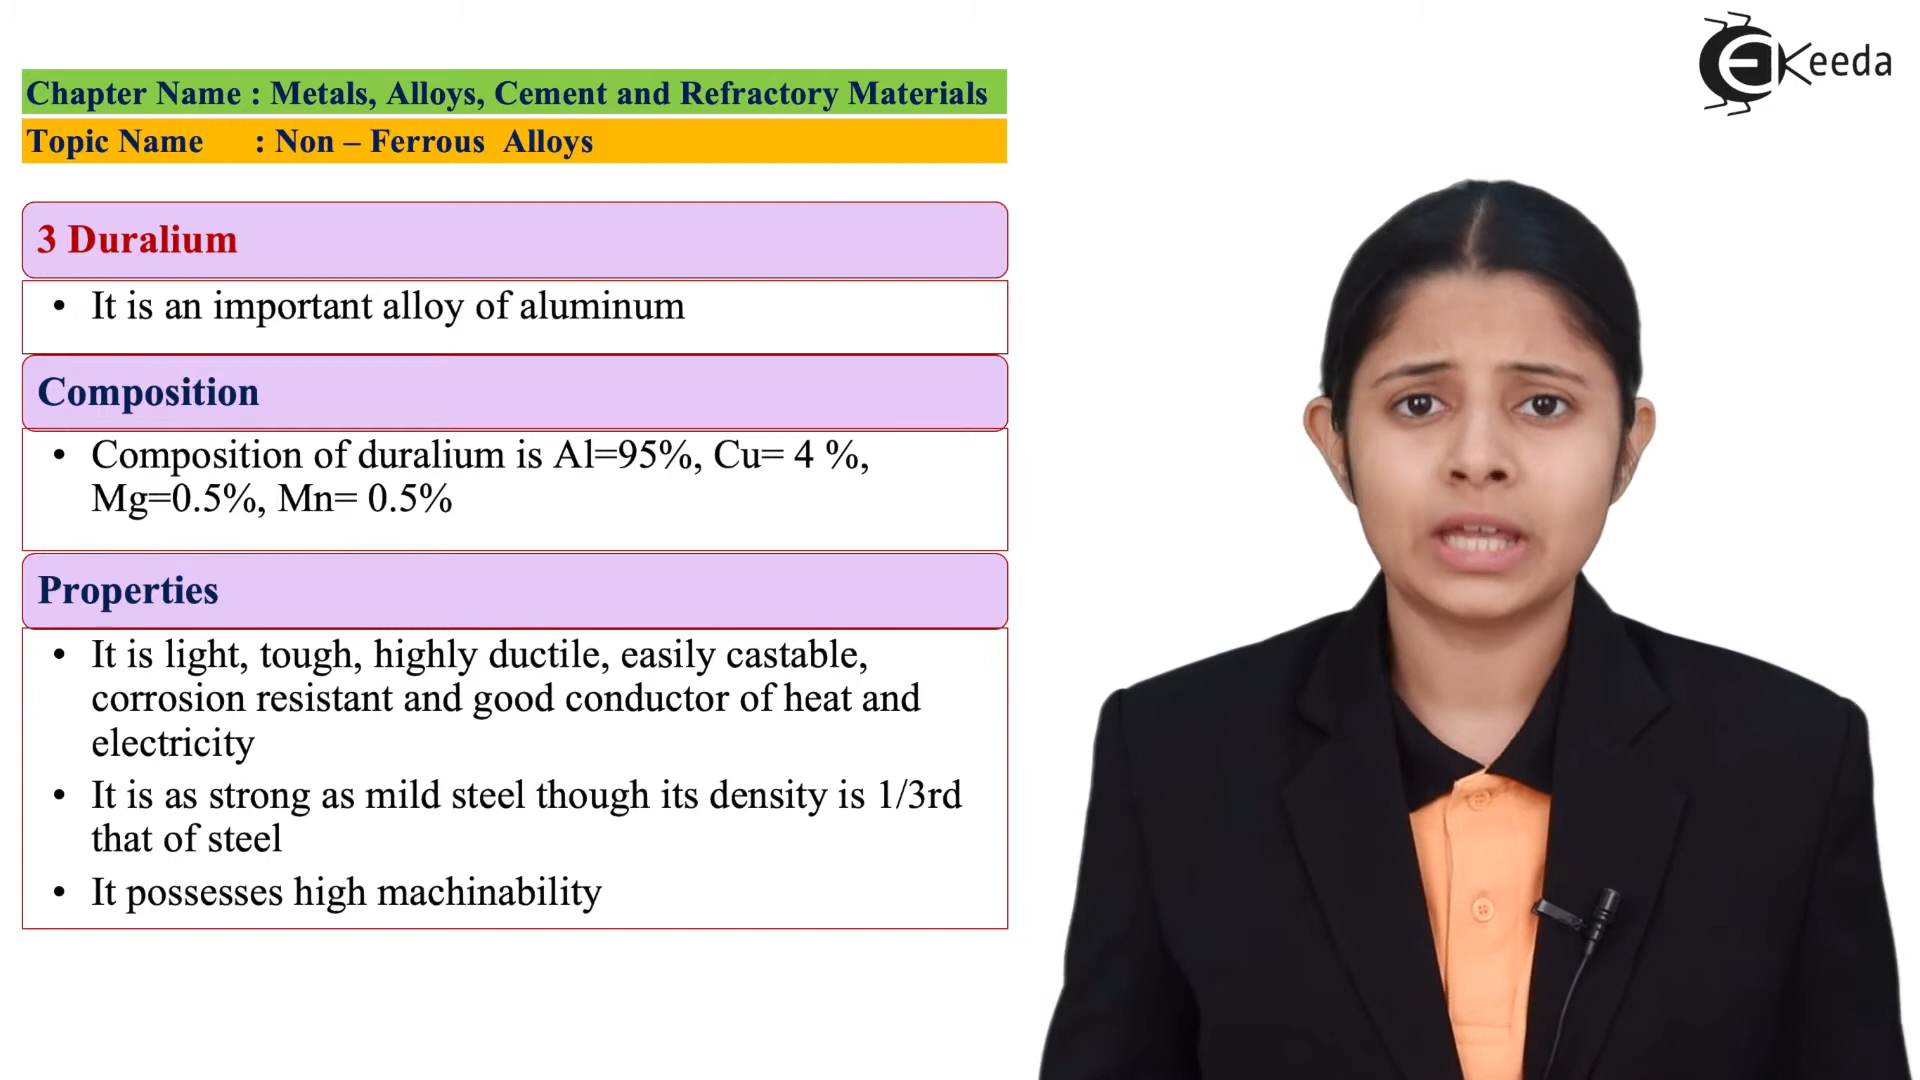 Chapter Name : Metals, Alloys, Cement and Refractory Materials
Topic Name : Non – Ferrous Alloys
3 Duralium
• It is an important alloy of aluminum
Composition
• Composition of duralium is Al=95%, Cu= 4 %,
Mg=0.5%, Mn= 0.5%
Properties
• It is light, tough, highly ductile, easily castable,
corrosion resistant and good conductor of heat and
electricity
• It is as strong as mild steel though its density is 1/3rd
that of steel
• It possesses high machinability
EKeeda